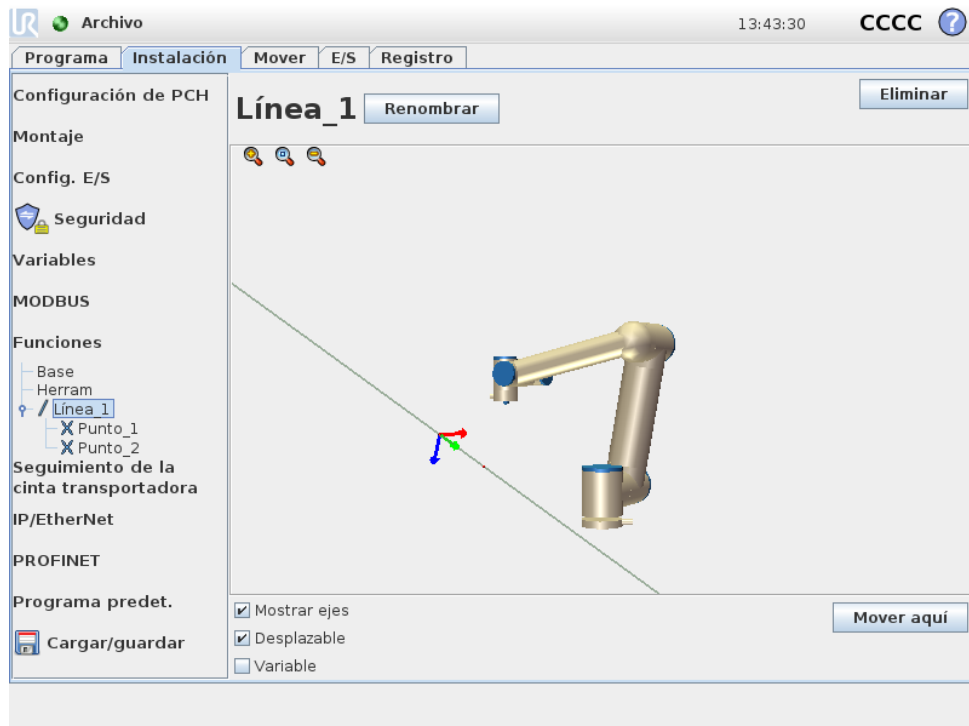 UR Archivo 13:43:30 CCCC ?
Programa Instalación Mover E/S Registro
Configuración de PCH
Montaje
Config. E/S
Seguridad
Variables
MODBUS
Funciones
Base
Herram
Línea_1
Punto_1
Punto_2
Seguimiento de la
cinta transportadora
IP/EtherNet
PROFINET
Programa predet.
Cargar/guardar
Línea_1 Renombrar Eliminar
Mostrar ejes
Desplazable
Variable
Mover aquí